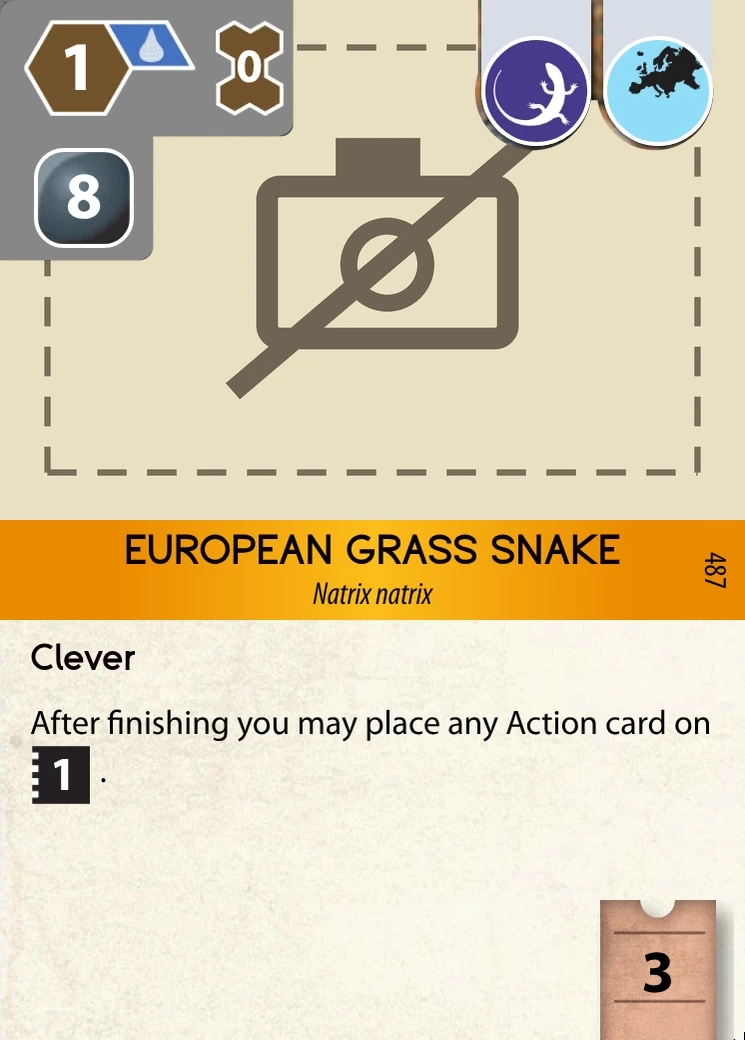 1
0
8
EUROPEAN GRASS SNAKE
Natrix natrix
487
Clever
After finishing you may place any Action card on
1 .
3